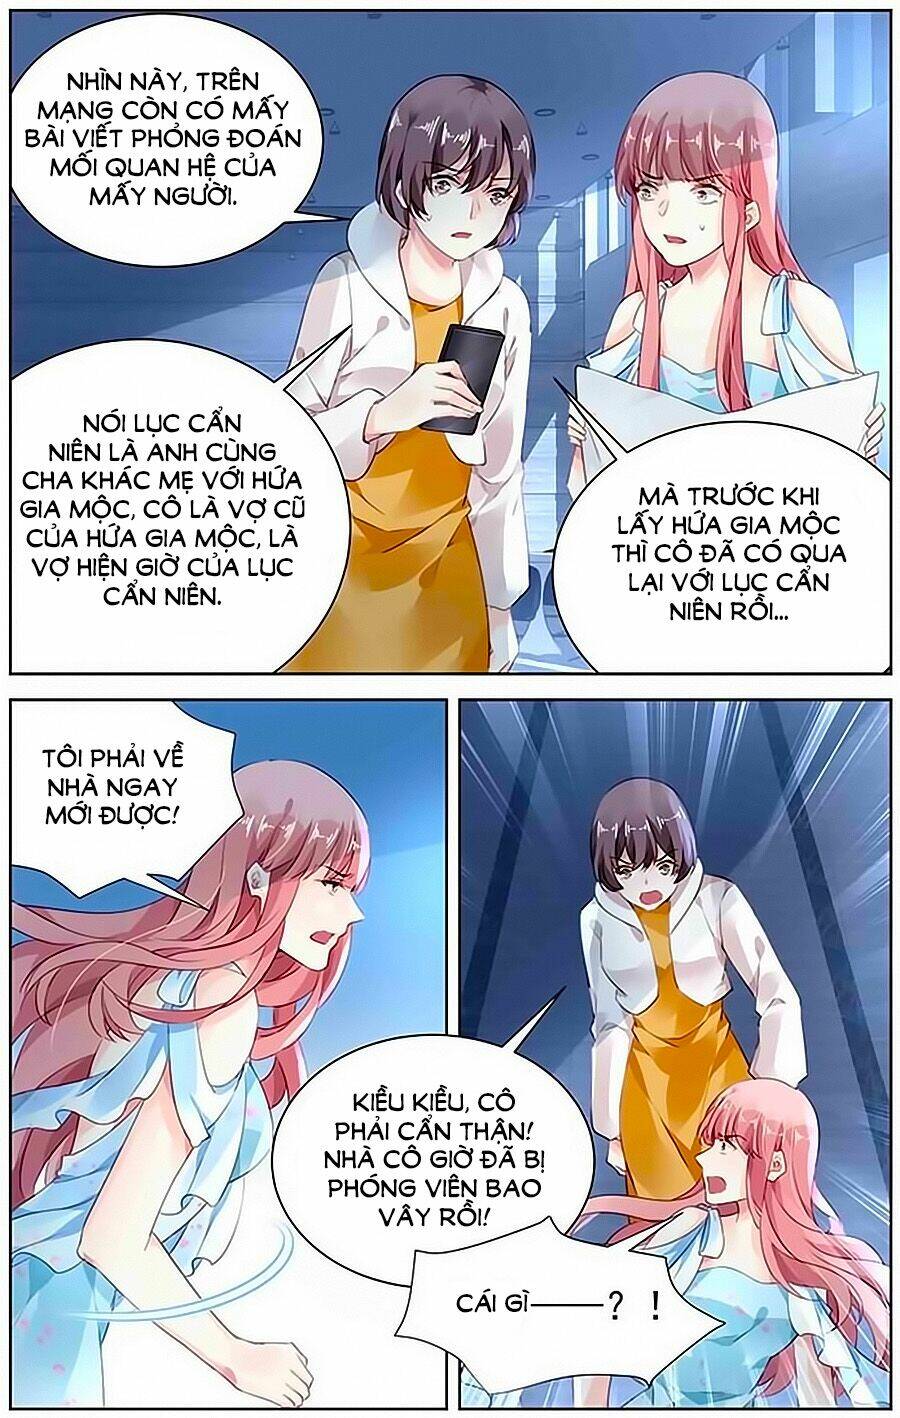 NHÌN NÀY, TRÊN
MẠNG CÒN CÓ MẤY
BÀI VIẾT PHỎNG ĐOÁN
MỐI QUAN HỆ CỦA
MẤY NGƯỜI.
NÓI LỤC CẨN
NIÊN LÀ ANH CÙNG
CHA KHÁC MẸ VỚI HỨA
GIA MỘC, CÔ LÀ VỢ CŨ
CỦA HỨA GIA MỘC, LÀ
VỢ HIỆN GIỜ CỦA LỤC
CẨN NIÊN.
MÀ TRƯỚC KHI
LẤY HỨA GIA MỘC
THÌ CÔ ĐÃ CÓ QUA
LẠI VỚI LỤC CẨN
NIÊN RỒI...
TÔI PHẢI VỀ
NHÀ NGAY
MỚI ĐƯỢC!
KIỀU KIỀU, CÔ
PHẢI CẨN THẬN!
NHÀ CÔ GIỜ ĐÃ BỊ
PHÓNG VIÊN BAO
VÂY RỒI!
CÁI GÌ——?!